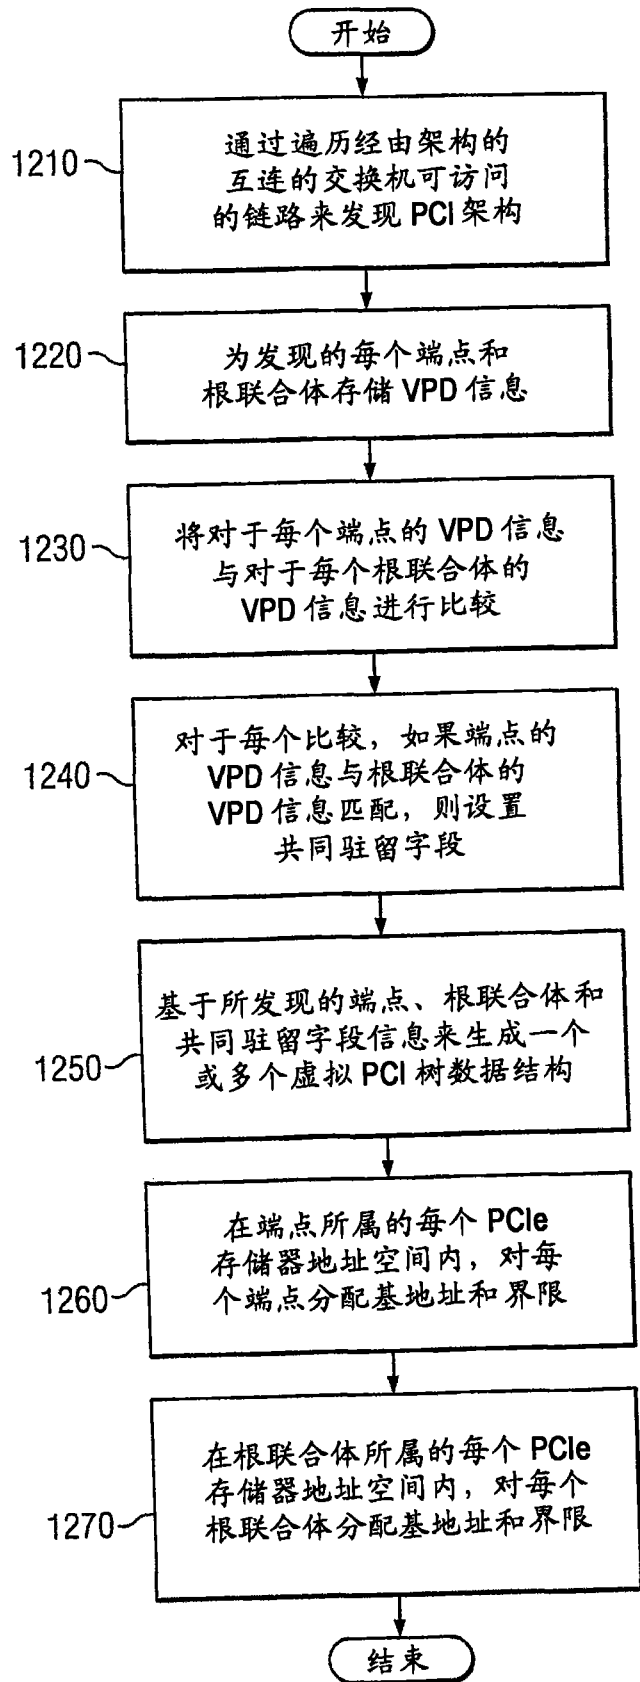 开始
1210
通过遍历经由架构的
互连的交换机可访问
的链路来发现 PCI 架构
1220
为发现的每个端点和
根联合体存储 VPD 信息
1230
将对于每个端点的 VPD 信息
与对于每个根联合体的
VPD 信息进行比较
1240
对于每个比较，如果端点的
VPD 信息与根联合体的
VPD 信息匹配，则设置
共同驻留字段
1250
基于所发现的端点、根联合体和
共同驻留字段信息来生成一个
或多个虚拟 PCI 树数据结构
1260
在端点所属的每个 PCIe
存储器地址空间内，对每
个端点分配基地址和界限
1270
在根联合体所属的每个 PCIe
存储器地址空间内，对每个
根联合体分配基地址和界限
结束